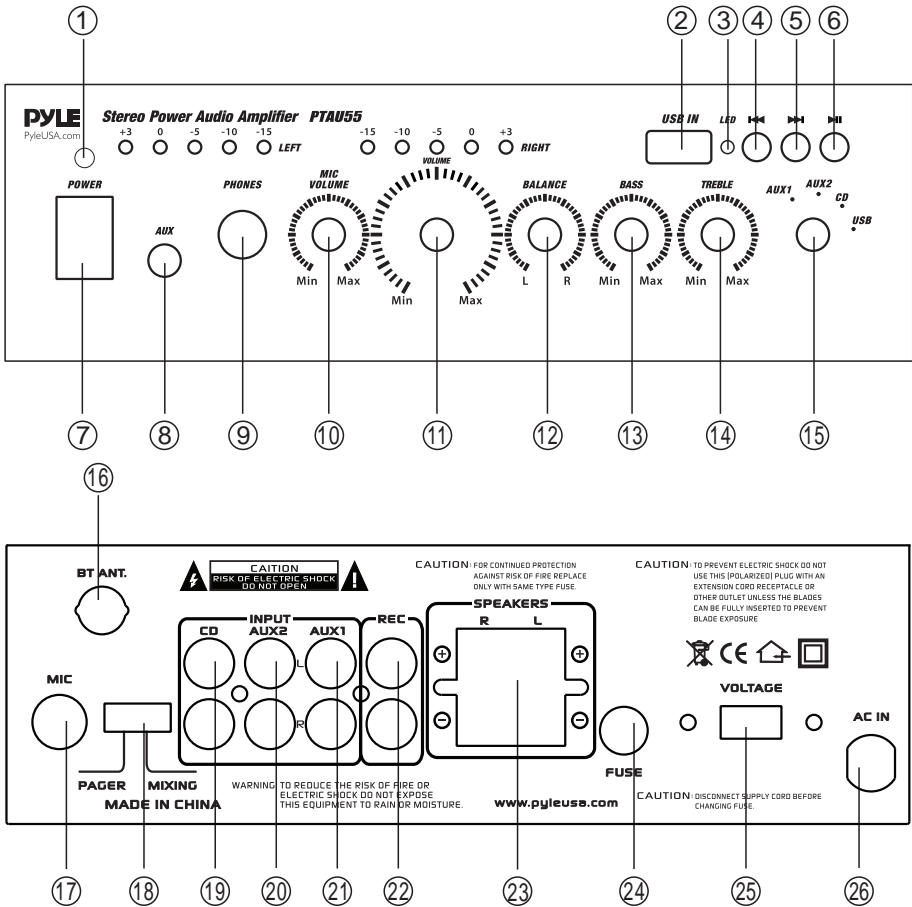 ① ② ③ ④ ⑤ ⑥
PYLE Stereo Power Audio Amplifier PTAU55
PyleUSA.com
+3 0 -5 -10 -15 LEFT
-15 -10 -5 0 +3 RIGHT
USB IN LED
POWER
AUX
PHONES
MIC
VOLUME
Min Max
VOLUME
Min Max
BALANCE
L R
BASS
Min Max
TREBLE
Min Max
AUX1 AUX2 CD USB
⑦ ⑧ ⑨ ⑩ ⑪ ⑫ ⑬ ⑭ ⑮
⑯
BT ANT.
CAITION
RISK OF ELECTRIC SHOCK
DO NOT OPEN
!
CAUTION: FOR CONTINUED PROTECTION
AGAINST RISK OF FIRE REPLACE
ONLY WITH SAME TYPE FUSE.
CAUTION: TO PREVENT ELECTRIC SHOCK DO NOT
USE THIS (POLARIZED) PLUG WITH AN
EXTENSION CORD RECEPTACLE OR
OTHER OUTLET UNLESS THE BLADES
CAN BE FULLY INSERTED TO PREVENT
BLADE EXPOSURE
INPUT
CD AUX2 AUX1
L
R
REC
SPEAKERS
R L
+ +
− −
CE
MIC
PAGER MIXING
MADE IN CHINA
WARNING: TO REDUCE THE RISK OF FIRE OR
ELECTRIC SHOCK DO NOT EXPOSE
THIS EQUIPMENT TO RAIN OR MOISTURE.
www.pyleusa.com
FUSE
VOLTAGE
AC IN
CAUTION: DISCONNECT SUPPLY CORD BEFORE
CHANGING FUSE.
⑰ ⑱ ⑲ ⑳ ㉑ ㉒ ㉓ ㉔ ㉕ ㉖